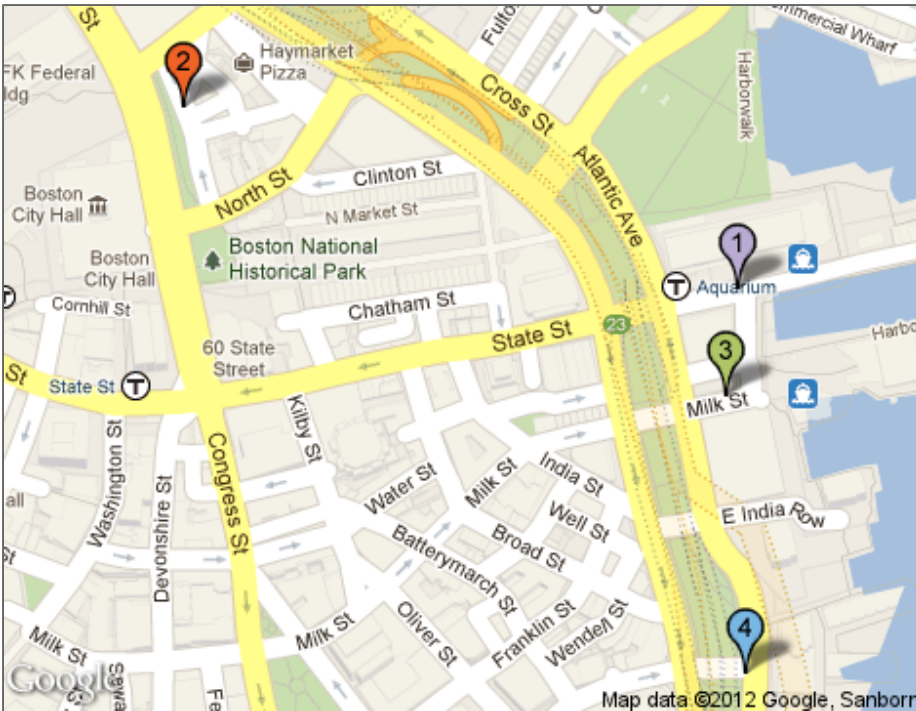 St
2
Haymarket
Pizza
Fulton
Commercial Wharf
FK Federal
ldg
Cross St
Harborwalk
Atlantic Ave
Clinton St
North St
N Market St
Boston
City Hall
1
Boston National
Historical Park
Boston
City Hall
T
Aquarium
Cornhill St
Chatham St
23
State St
Harbo
60 State
Street
3
St
State St
T
Milk St
Kilby St
Washington St
Congress St
Devonshire St
all
Water St
Milk St
India St
Well St
E India Row
Batterymarch St
Broad St
St
Oliver St
Franklin St
Wendell St
4
Milk St
Milk St
Google
Fe
Map data ©2012 Google, Sanborn